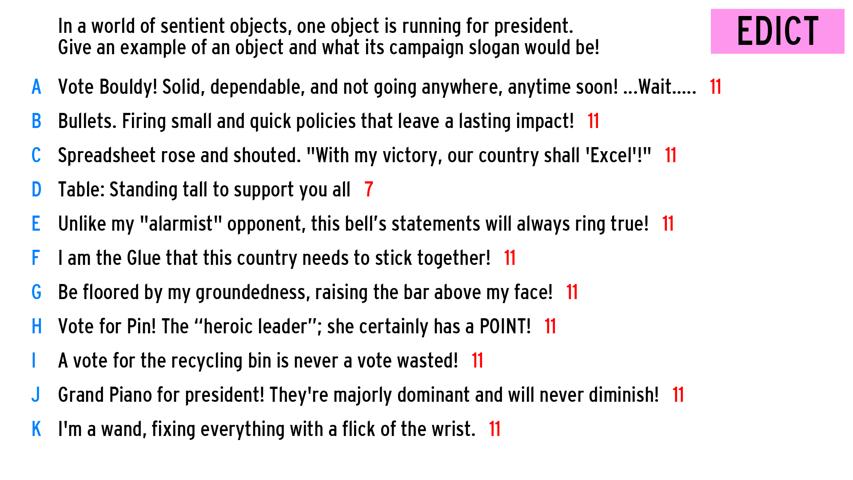 In a world of sentient objects, one object is running for president.
Give an example of an object and what its campaign slogan would be!
EDICT
A Vote Bouldy! Solid, dependable, and not going anywhere, anytime soon! ...Wait..... 11
B Bullets. Firing small and quick policies that leave a lasting impact! 11
C Spreadsheet rose and shouted. "With my victory, our country shall 'Excel'!" 11
D Table: Standing tall to support you all 7
E Unlike my "alarmist" opponent, this bell’s statements will always ring true! 11
F I am the Glue that this country needs to stick together! 11
G Be floored by my groundedness, raising the bar above my face! 11
H Vote for Pin! The “heroic leader”; she certainly has a POINT! 11
I A vote for the recycling bin is never a vote wasted! 11
J Grand Piano for president! They're majorly dominant and will never diminish! 11
K I'm a wand, fixing everything with a flick of the wrist. 11